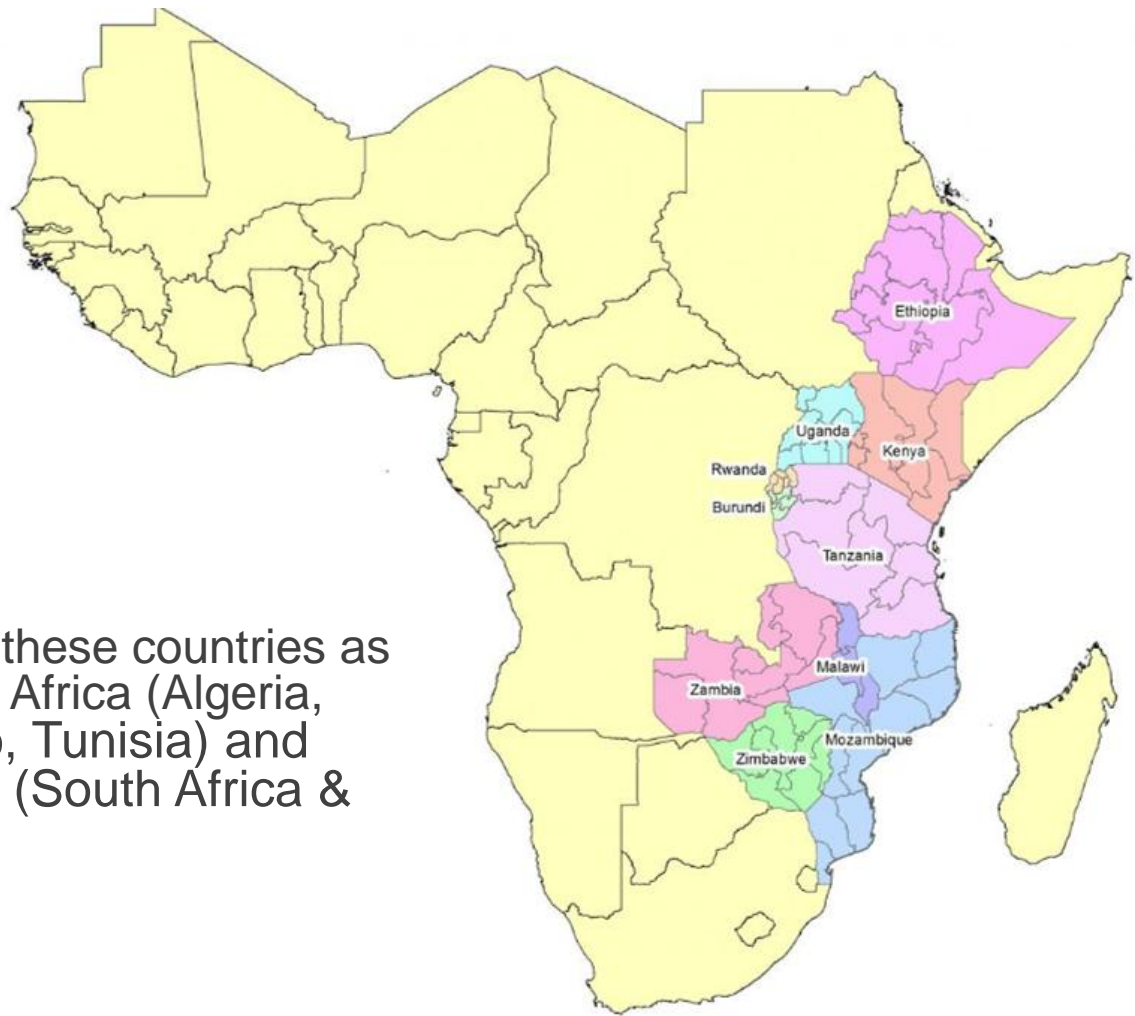 Ethiopia
Uganda
Kenya
Rwanda
Burundi
Tanzania
these countries as
Africa (Algeria,
, Tunisia) and
(South Africa &
Malawi
Zambia
Mozambique
Zimbabwe